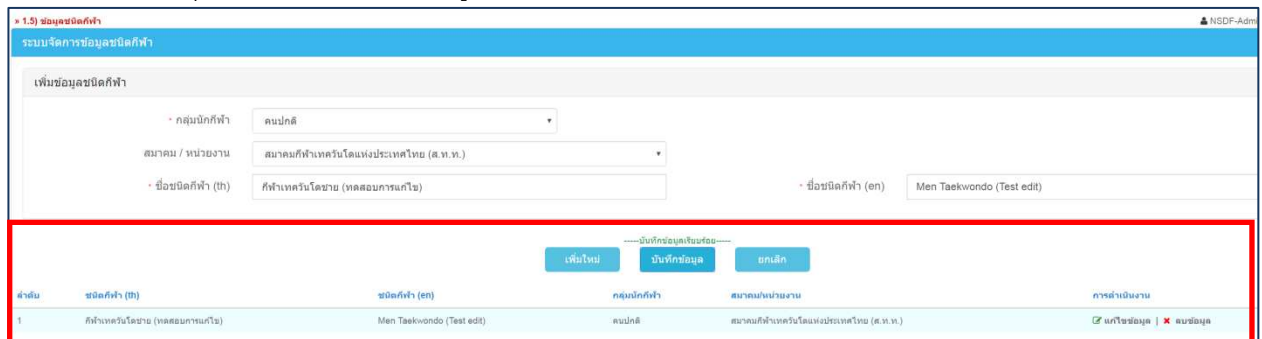 » 1.5) ข้อมูลชนิดกีฬา NSDF-Admi
ระบบจัดการข้อมูลชนิดกีฬา
เพิ่มข้อมูลชนิดกีฬา
* กลุ่มนักกีฬา คนปกติ
สมาคม / หน่วยงาน สมาคมกีฬาเทควันโดแห่งประเทศไทย (ส.ท.ท.)
* ชื่อชนิดกีฬา (th) กีฬาเทควันโดชาย (ทดสอบการแก้ไข) * ชื่อชนิดกีฬา (en) Men Taekwondo (Test edit)
-----บันทึกข้อมูลเรียบร้อย-----
เพิ่มใหม่ บันทึกข้อมูล ยกเลิก
ลำดับ ชนิดกีฬา (th) ชนิดกีฬา (en) กลุ่มนักกีฬา สมาคม/หน่วยงาน การดำเนินงาน
1 กีฬาเทควันโดชาย (ทดสอบการแก้ไข) Men Taekwondo (Test edit) คนปกติ สมาคมกีฬาเทควันโดแห่งประเทศไทย (ส.ท.ท.) แก้ไขข้อมูล | ลบข้อมูล